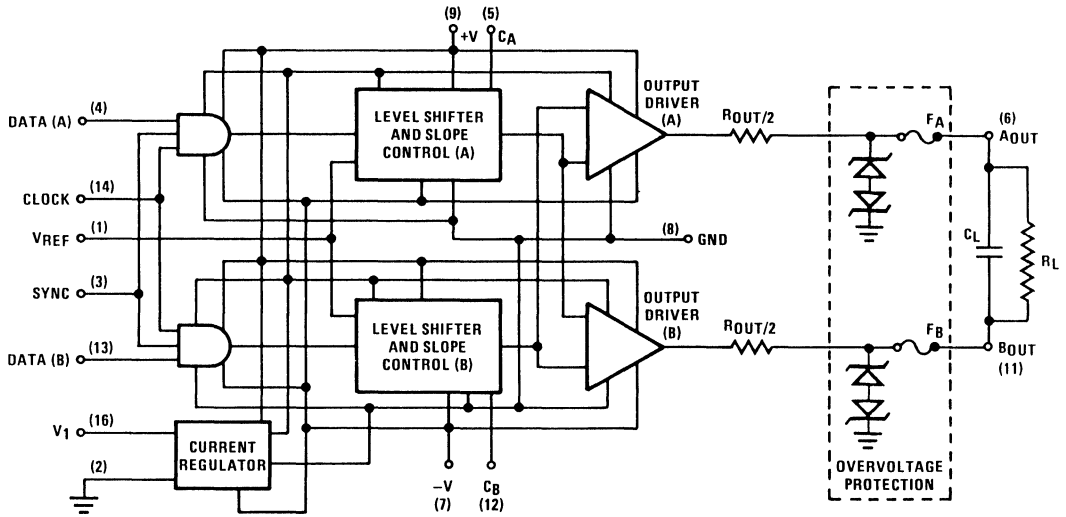 (9)
+V
(5)
CA
DATA (A)
(4)
LEVEL SHIFTER
AND SLOPE
CONTROL (A)
OUTPUT
DRIVER
(A)
ROUT/2
FA
(6)
AOUT
CLOCK
(14)
VREF
(1)
(8)
GND
CL
RL
SYNC
(3)
LEVEL SHIFTER
AND SLOPE
CONTROL (B)
OUTPUT
DRIVER
(B)
ROUT/2
FB
BOUT
(11)
DATA (B)
(13)
V1
(16)
CURRENT
REGULATOR
(2)
–V
(7)
CB
(12)
OVERVOLTAGE
PROTECTION